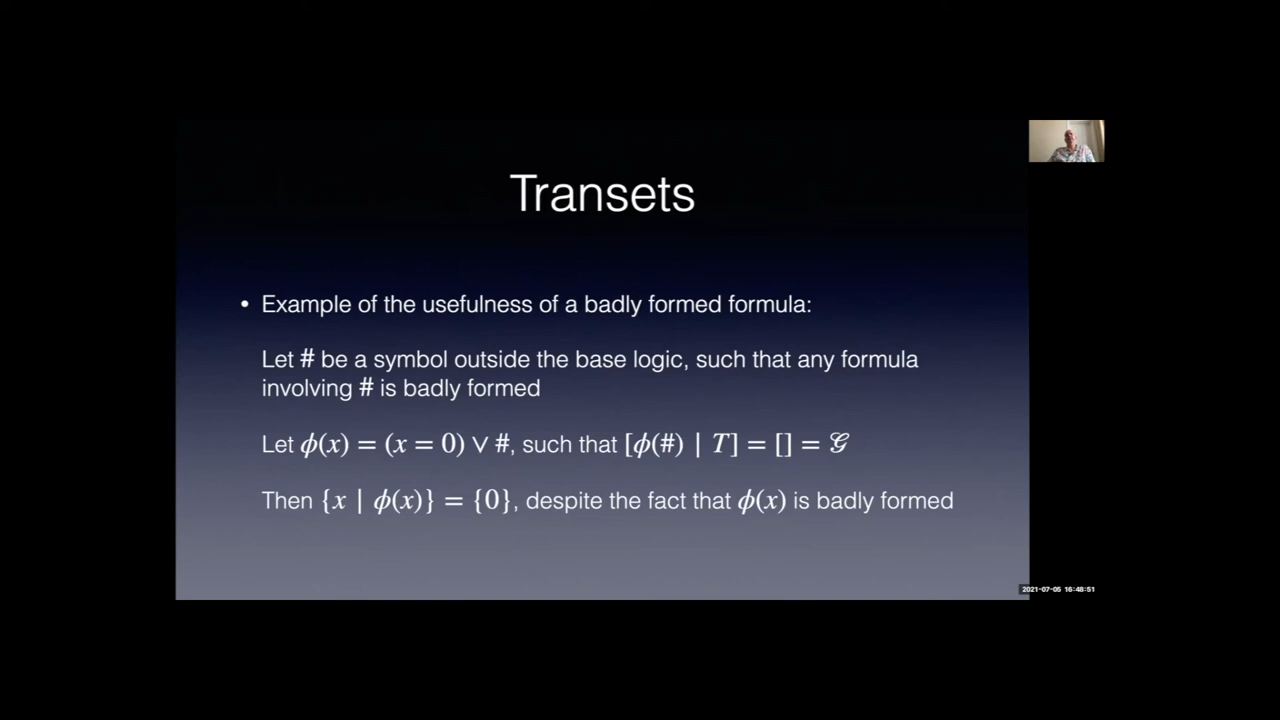 Transets
• Example of the usefulness of a badly formed formula:
Let # be a symbol outside the base logic, such that any formula
involving # is badly formed
Let ϕ(x) = (x = 0) ∨ #, such that [ϕ(#) | T] = [] = 𝒢
Then {x | ϕ(x)} = {0}, despite the fact that ϕ(x) is badly formed
2021-07-05 16:48:51